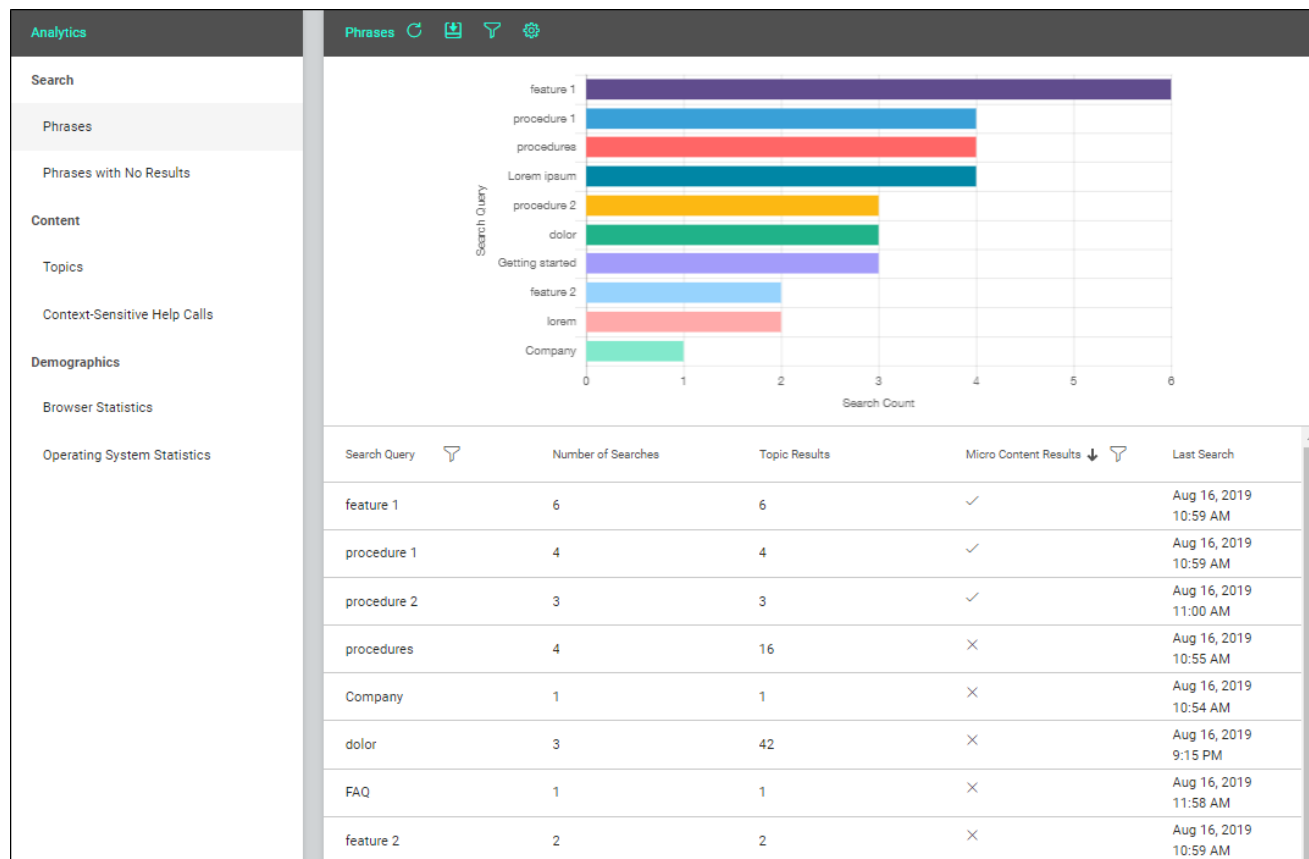 Analytics
Search
Phrases
Phrases with No Results
Content
Topics
Context-Sensitive Help Calls
Demographics
Browser Statistics
Operating System Statistics
Phrases
feature 1
procedure 1
procedures
Lorem ipsum
procedure 2
dolor
Getting started
feature 2
lorem
Company
Search Query
0 1 2 3 4 5 6
Search Count
Search Query Number of Searches Topic Results Micro Content Results Last Search
feature 1 6 6 Aug 16, 2019
10:59 AM
procedure 1 4 4 Aug 16, 2019
10:59 AM
procedure 2 3 3 Aug 16, 2019
11:00 AM
procedures 4 16 Aug 16, 2019
10:55 AM
Company 1 1 Aug 16, 2019
10:54 AM
dolor 3 42 Aug 16, 2019
9:15 PM
FAQ 1 1 Aug 16, 2019
11:58 AM
feature 2 2 2 Aug 16, 2019
10:59 AM